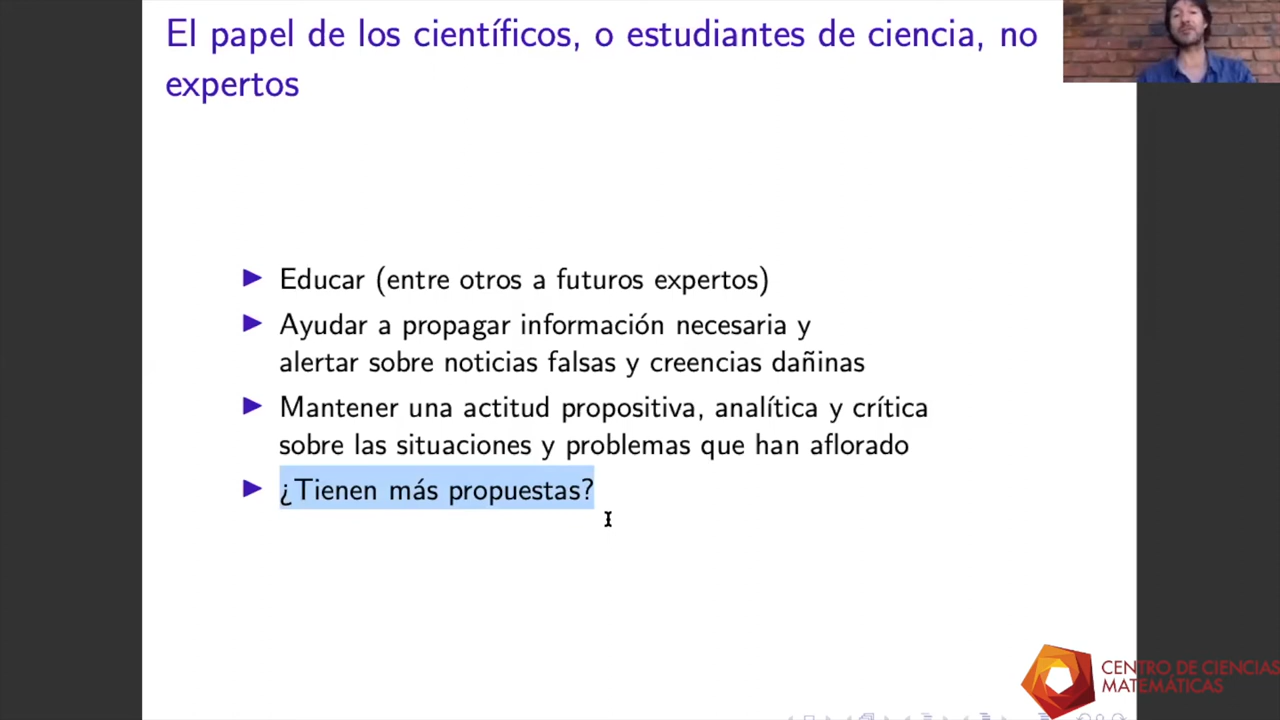 El papel de los científicos, o estudiantes de ciencia, no
expertos
Educar (entre otros a futuros expertos)
Ayudar a propagar información necesaria y
alertar sobre noticias falsas y creencias dañinas
Mantener una actitud propositiva, analítica y crítica
sobre las situaciones y problemas que han aflorado
¿Tienen más propuestas?
CENTRO DE CIENCIAS
MATEMÁTICAS